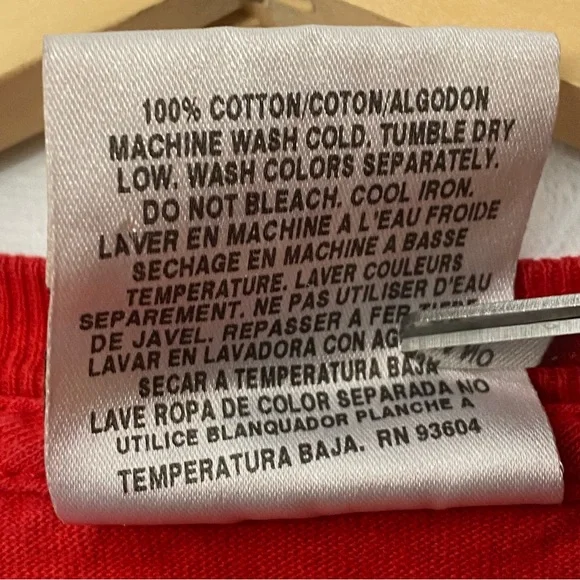 100% COTTON/COTON/ALGODON
MACHINE WASH COLD. TUMBLE DRY
LOW. WASH COLORS SEPARATELY.
DO NOT BLEACH. COOL IRON.
LAVER EN MACHINE A L'EAU FROIDE
SECHAGE EN MACHINE A BASSE
TEMPERATURE. LAVER COULEURS
SEPAREMENT. NE PAS UTILISER D'EAU
DE JAVEL. REPASSER A FER
LAVAR EN LAVADORA CON
SECAR A TEMPERATURA BAJA
LAVE ROPA DE COLOR SEPARADA NO
UTILICE BLANQUADOR PLANCHE A
TEMPERATURA BAJA. RN 93604